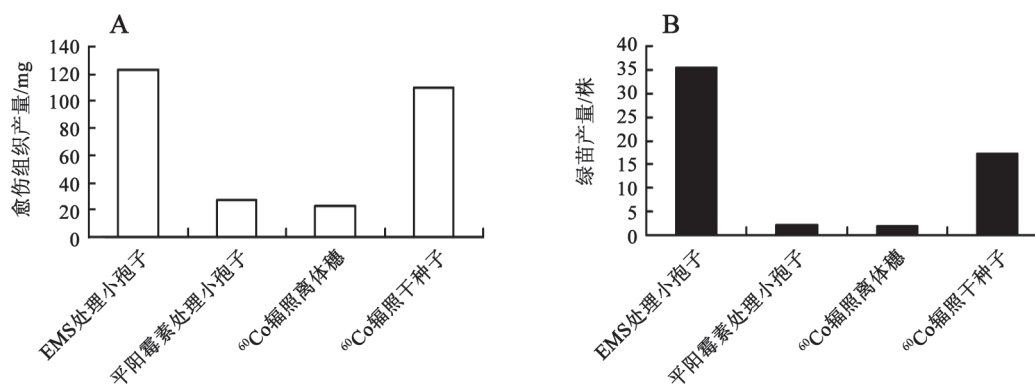 A
愈伤组织产量/mg
140
120
100
80
60
40
20
0
EMS处理小孢子
平阳霉素处理小孢子
⁶⁰Co辐照离体穗
⁶⁰Co辐照干种子
B
绿苗产量/株
40
35
30
25
20
15
10
5
0
EMS处理小孢子
平阳霉素处理小孢子
⁶⁰Co辐照离体穗
⁶⁰Co辐照干种子